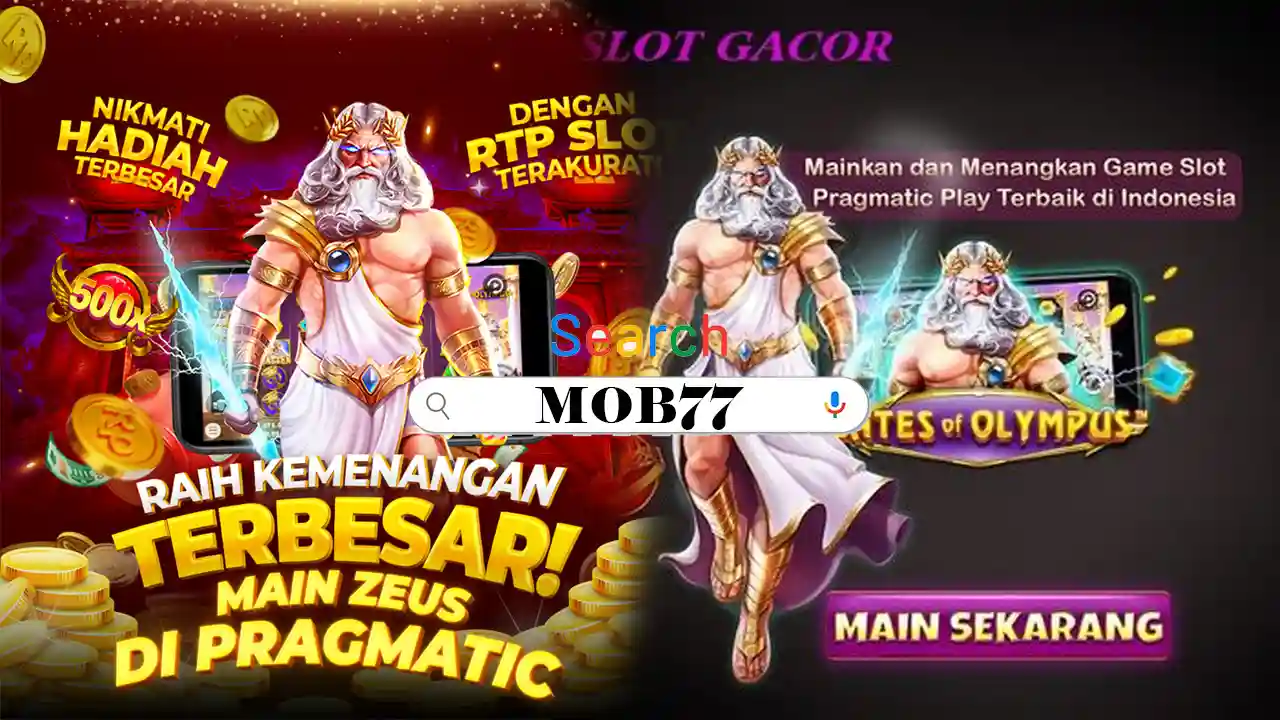 SLOT GACOR
NIKMATI
HADIAH
TERBESAR
DENGAN
RTP SLOT
TERAKURAT!
Mainkan dan Menangkan Game Slot
Pragmatic Play Terbaik di Indonesia
500x
Search
MOB77
OLYMPUS
of
RAIH KEMENANGAN
TERBESAR!
MAIN ZEUS
DI PRAGMATIC
MAIN SEKARANG